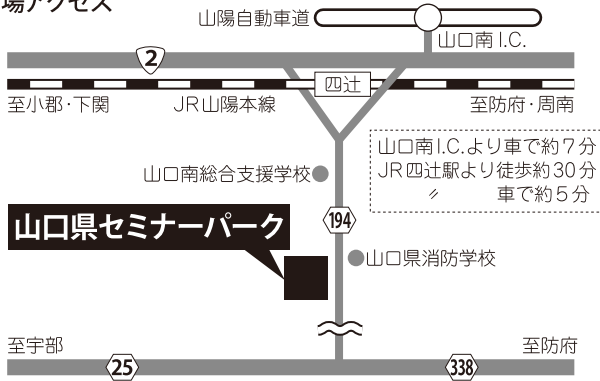 場アクセス
山陽自動車道
山口南I.C.
2
四辻
至小郡・下関
JR山陽本線
至防府・周南
山口南I.C.より車で約7分
JR四辻駅より徒歩約30分
〃 車で約5分
山口南総合支援学校
194
山口県セミナーパーク
山口県消防学校
至宇部
至防府
25
338